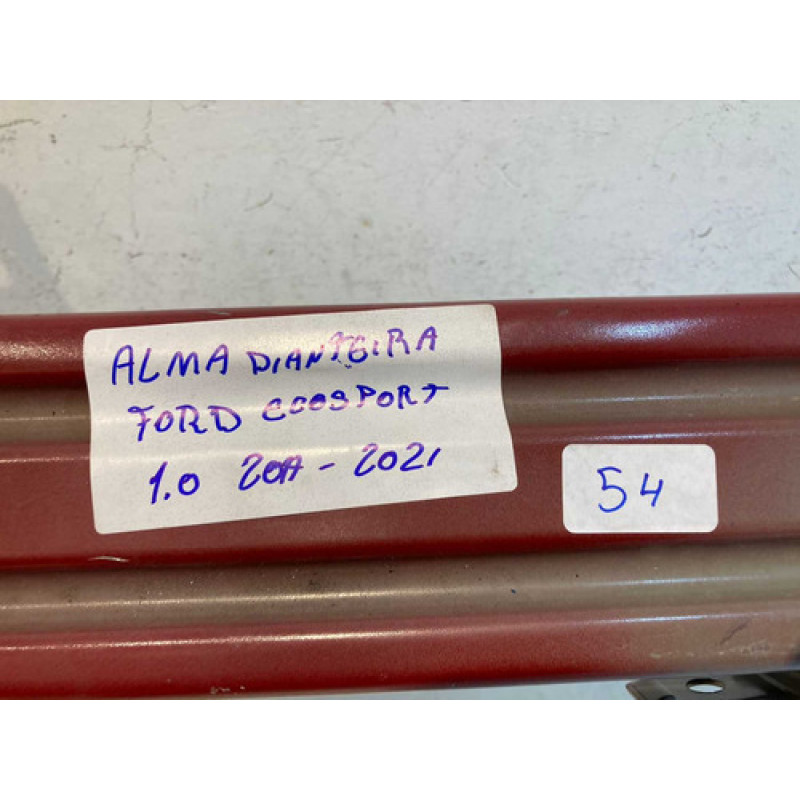 ALMA DIANTEIRA
FORD ECOSPORT
1.0 2017 - 2021
54